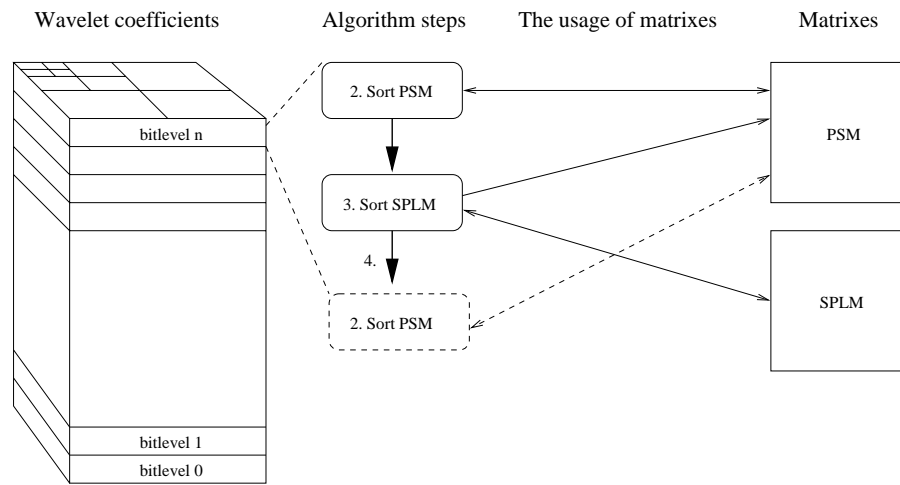 Wavelet coefficients
Algorithm steps
The usage of matrixes
Matrixes
bitlevel n
2. Sort PSM
PSM
3. Sort SPLM
4.
2. Sort PSM
SPLM
bitlevel 1
bitlevel 0